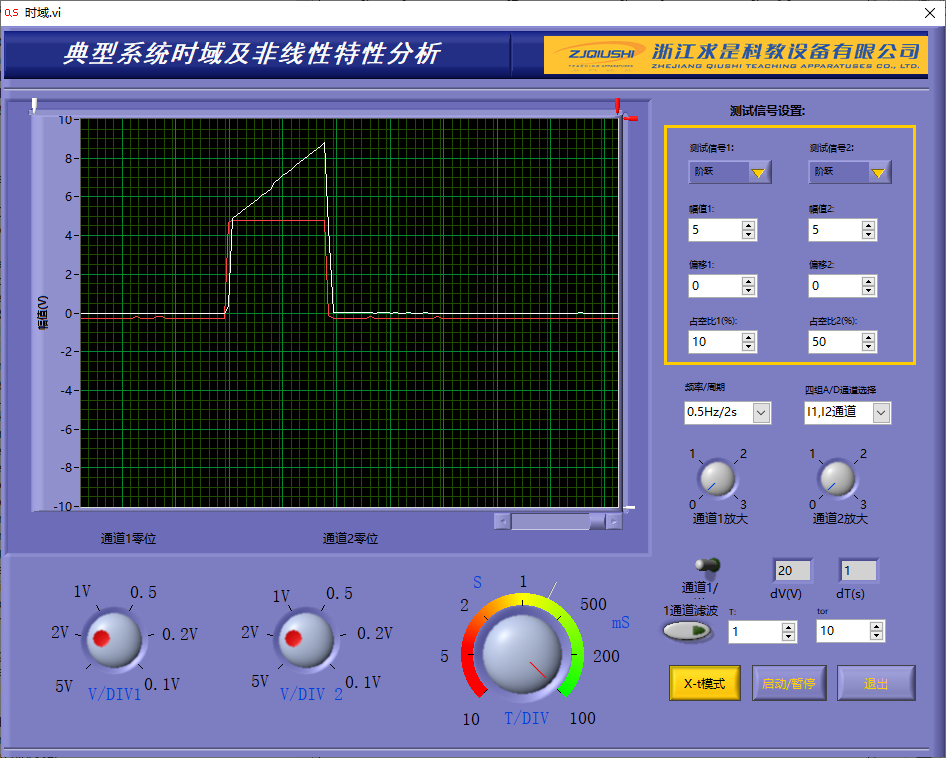 时域.vi
典型系统时域及非线性特性分析
ZJQIUSHI 浙江求是科教设备有限公司
TEACHING APPARATUSES
ZHEJIANG QIUSHI TEACHING APPARATUSES CO., LTD.
测试信号设置:
测试信号1: 测试信号2:
阶跃 阶跃
幅值1: 幅值2:
5 5
偏移1: 偏移2:
0 0
占空比1(%): 占空比2(%):
10 50
频率/周期 四组A/D通道选择
0.5Hz/2s I1,I2通道
1 2 1 2
0 3 0 3
通道1放大 通道2放大
幅值(V)
10
8
6
4
2
0
-2
-4
-6
-8
-10
通道1零位 通道2零位
通道1/
20 1
dV(V) dT(s)
1通道滤波 T: tor
1 10
X-t模式 启动/暂停 退出
1V 0.5
2V 0.2V
5V 0.1V
V/DIV1
1V 0.5
2V 0.2V
5V 0.1V
V/DIV 2
S 1
2 500
mS
5 200
10 T/DIV 100